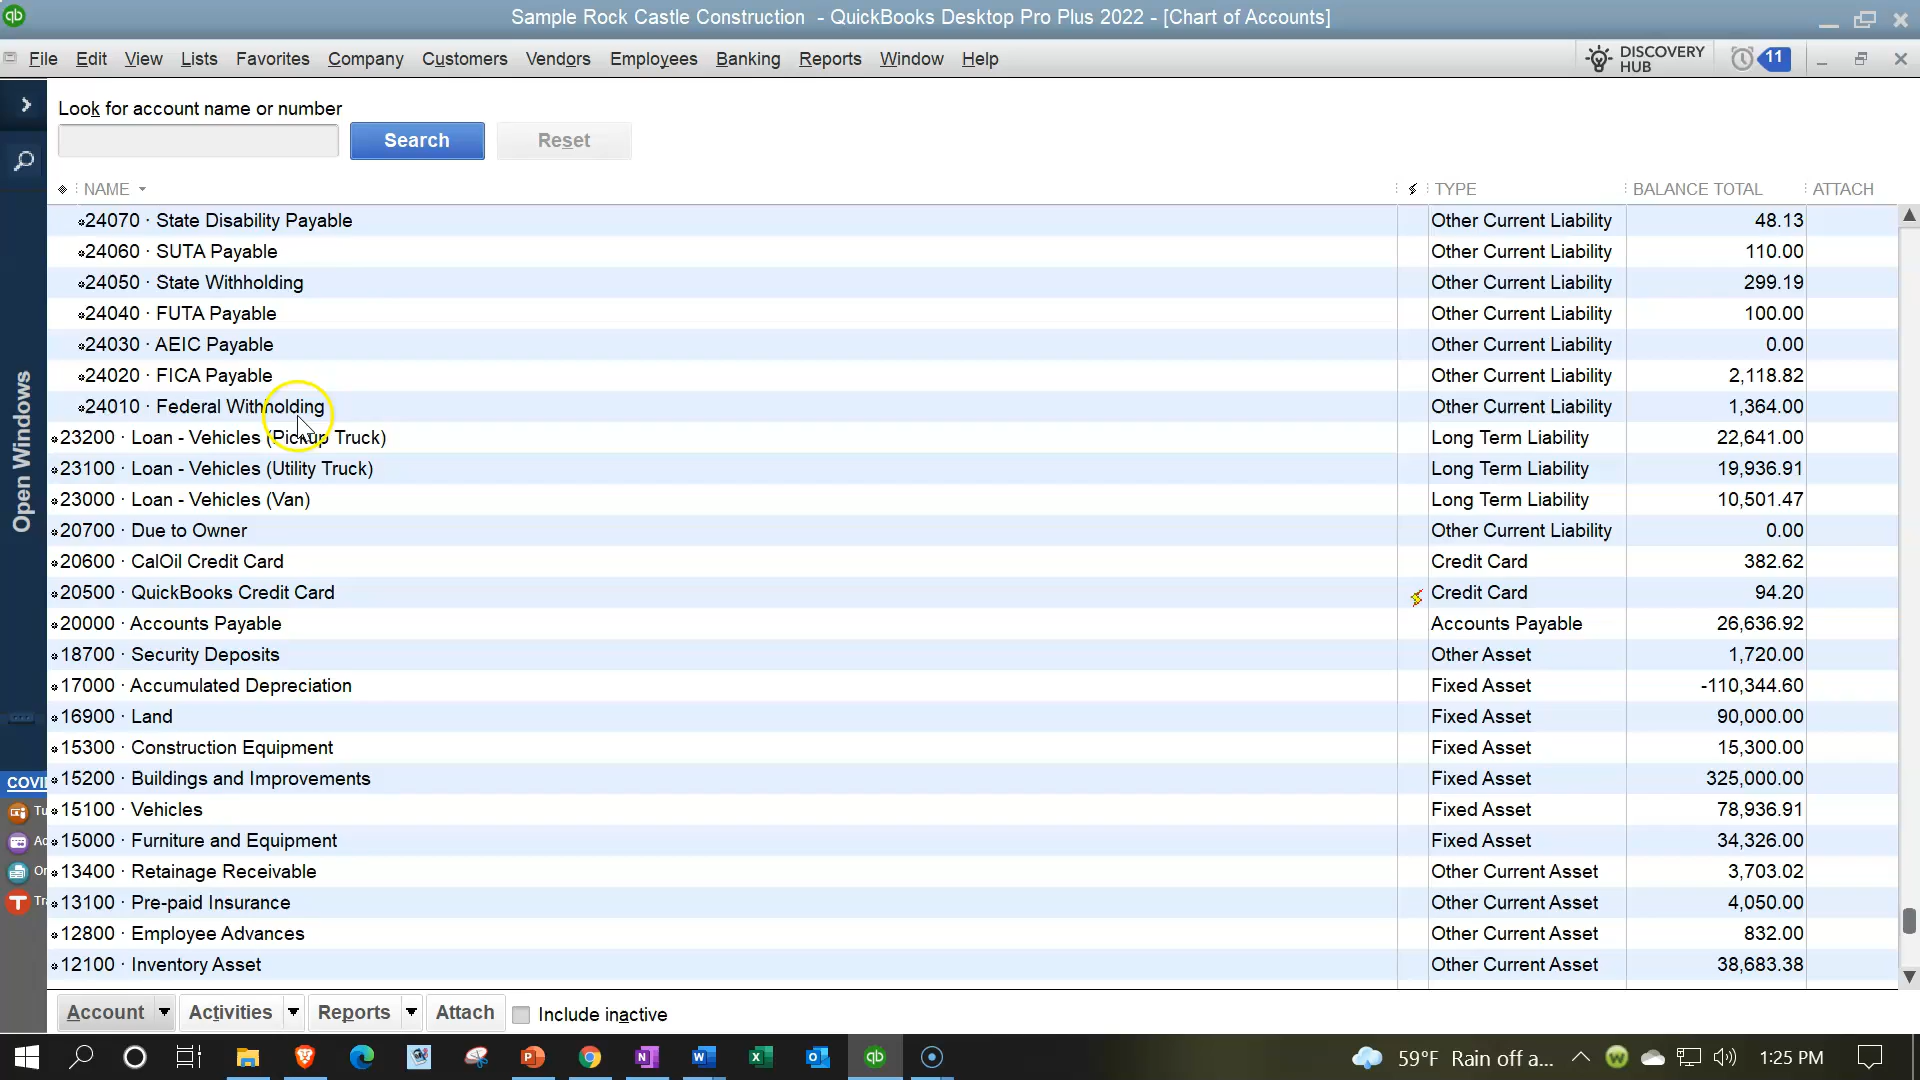 qb Sample Rock Castle Construction - QuickBooks Desktop Pro Plus 2022 - [Chart of Accounts]
File Edit View Lists Favorites Company Customers Vendors Employees Banking Reports Window Help DISCOVERY HUB 11
Look for account name or number
Search Reset
NAME TYPE BALANCE TOTAL ATTACH
24070 · State Disability Payable Other Current Liability 48.13
24060 · SUTA Payable Other Current Liability 110.00
24050 · State Withholding Other Current Liability 299.19
24040 · FUTA Payable Other Current Liability 100.00
24030 · AEIC Payable Other Current Liability 0.00
24020 · FICA Payable Other Current Liability 2,118.82
24010 · Federal Withholding Other Current Liability 1,364.00
23200 · Loan - Vehicles (Pickup Truck) Long Term Liability 22,641.00
23100 · Loan - Vehicles (Utility Truck) Long Term Liability 19,936.91
23000 · Loan - Vehicles (Van) Long Term Liability 10,501.47
20700 · Due to Owner Other Current Liability 0.00
20600 · CalOil Credit Card Credit Card 382.62
20500 · QuickBooks Credit Card Credit Card 94.20
20000 · Accounts Payable Accounts Payable 26,636.92
18700 · Security Deposits Other Asset 1,720.00
17000 · Accumulated Depreciation Fixed Asset -110,344.60
16900 · Land Fixed Asset 90,000.00
15300 · Construction Equipment Fixed Asset 15,300.00
15200 · Buildings and Improvements Fixed Asset 325,000.00
15100 · Vehicles Fixed Asset 78,936.91
15000 · Furniture and Equipment Fixed Asset 34,326.00
13400 · Retainage Receivable Other Current Asset 3,703.02
13100 · Pre-paid Insurance Other Current Asset 4,050.00
12800 · Employee Advances Other Current Asset 832.00
12100 · Inventory Asset Other Current Asset 38,683.38
Open Windows
COVI
Tu
Ac
Or
Tr
Account Activities Reports Attach Include inactive
59°F Rain off a... 1:25 PM